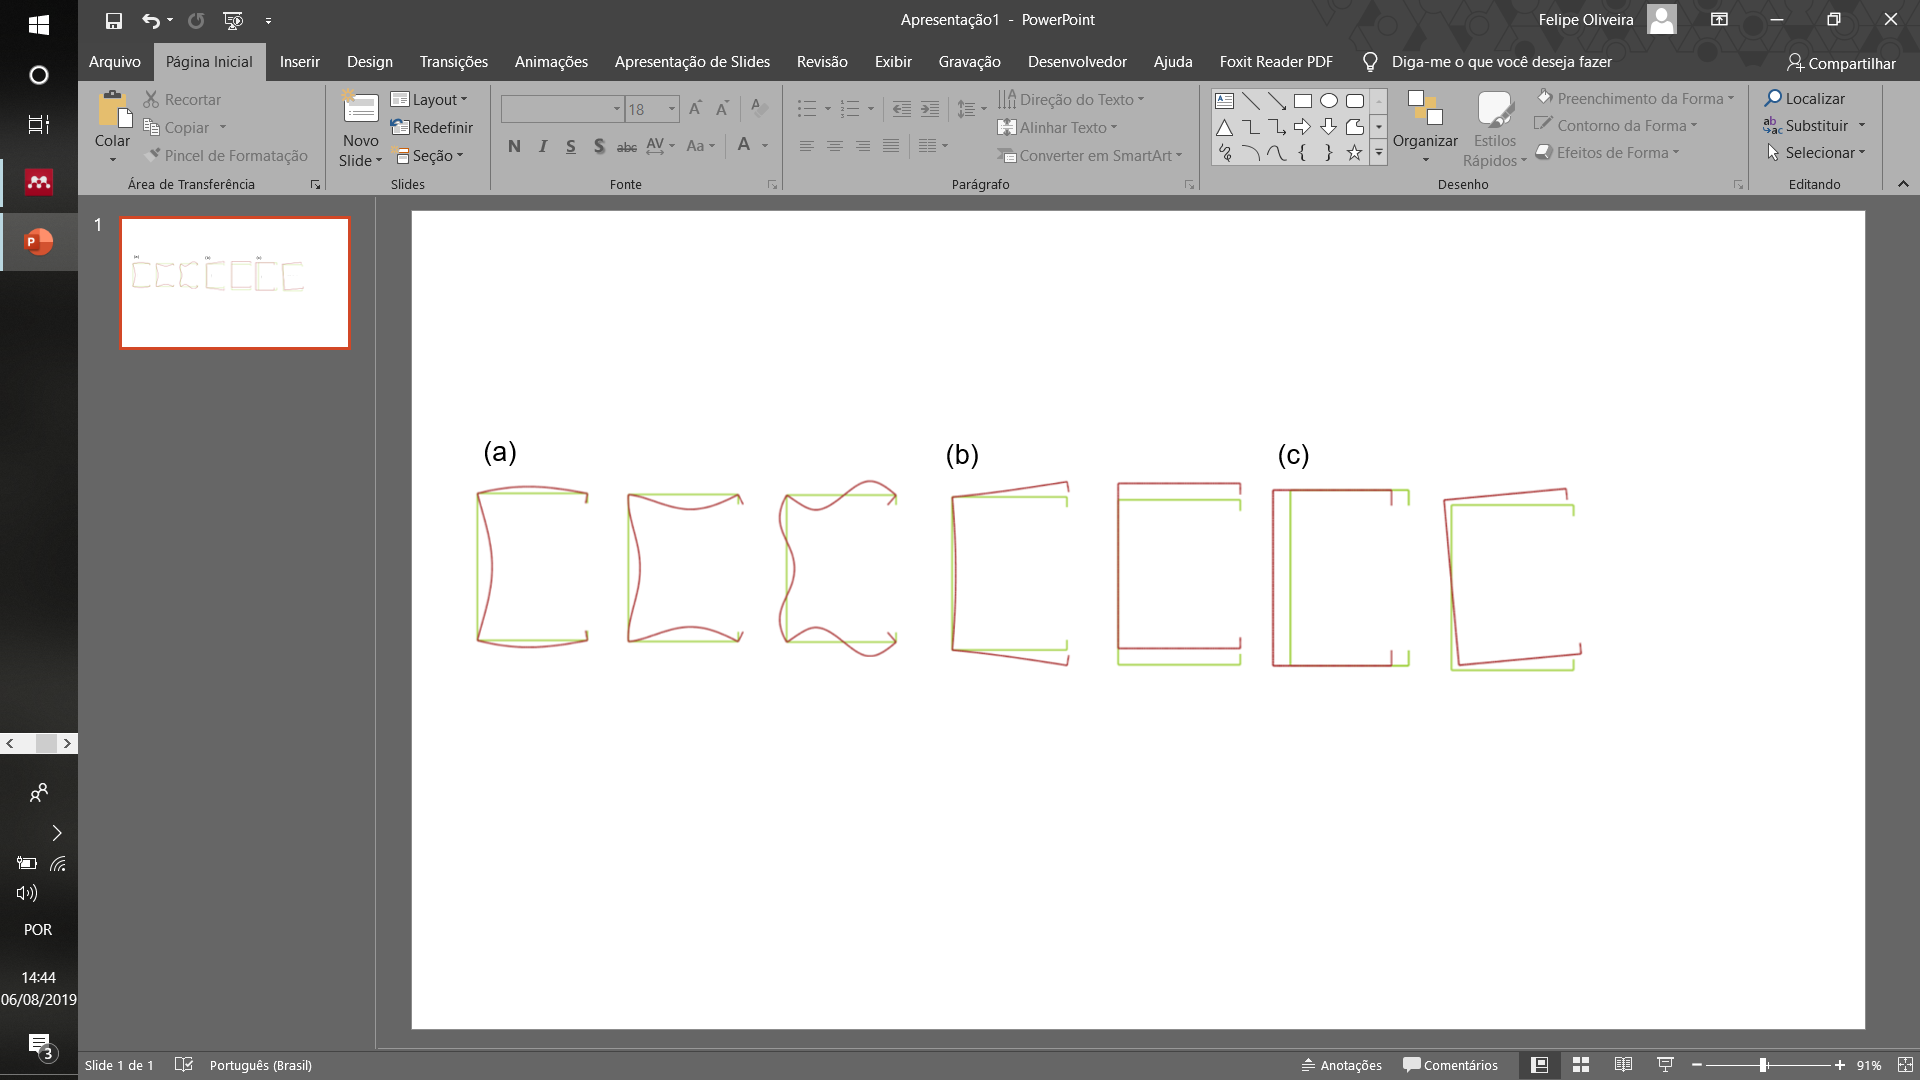 Apresentação1 - PowerPoint
Felipe Oliveira
Arquivo Página Inicial Inserir Design Transições Animações Apresentação de Slides Revisão Exibir Gravação Desenvolvedor Ajuda Foxit Reader PDF Diga-me o que você deseja fazer Compartilhar
Colar
Recortar
Copiar
Pincel de Formatação
Área de Transferência
Novo
Slide
Layout
Redefinir
Seção
Slides
18
N I S S abc AV Aa A
Fonte
Direção do Texto
Alinhar Texto
Converter em SmartArt
Parágrafo
Organizar
Estilos
Rápidos
Preenchimento da Forma
Contorno da Forma
Efeitos de Forma
Desenho
Localizar
Substituir
Selecionar
Editando
1
(a)
(b)
(c)
POR
14:44
06/08/2019
3
Slide 1 de 1 Português (Brasil) Anotações Comentários 91%